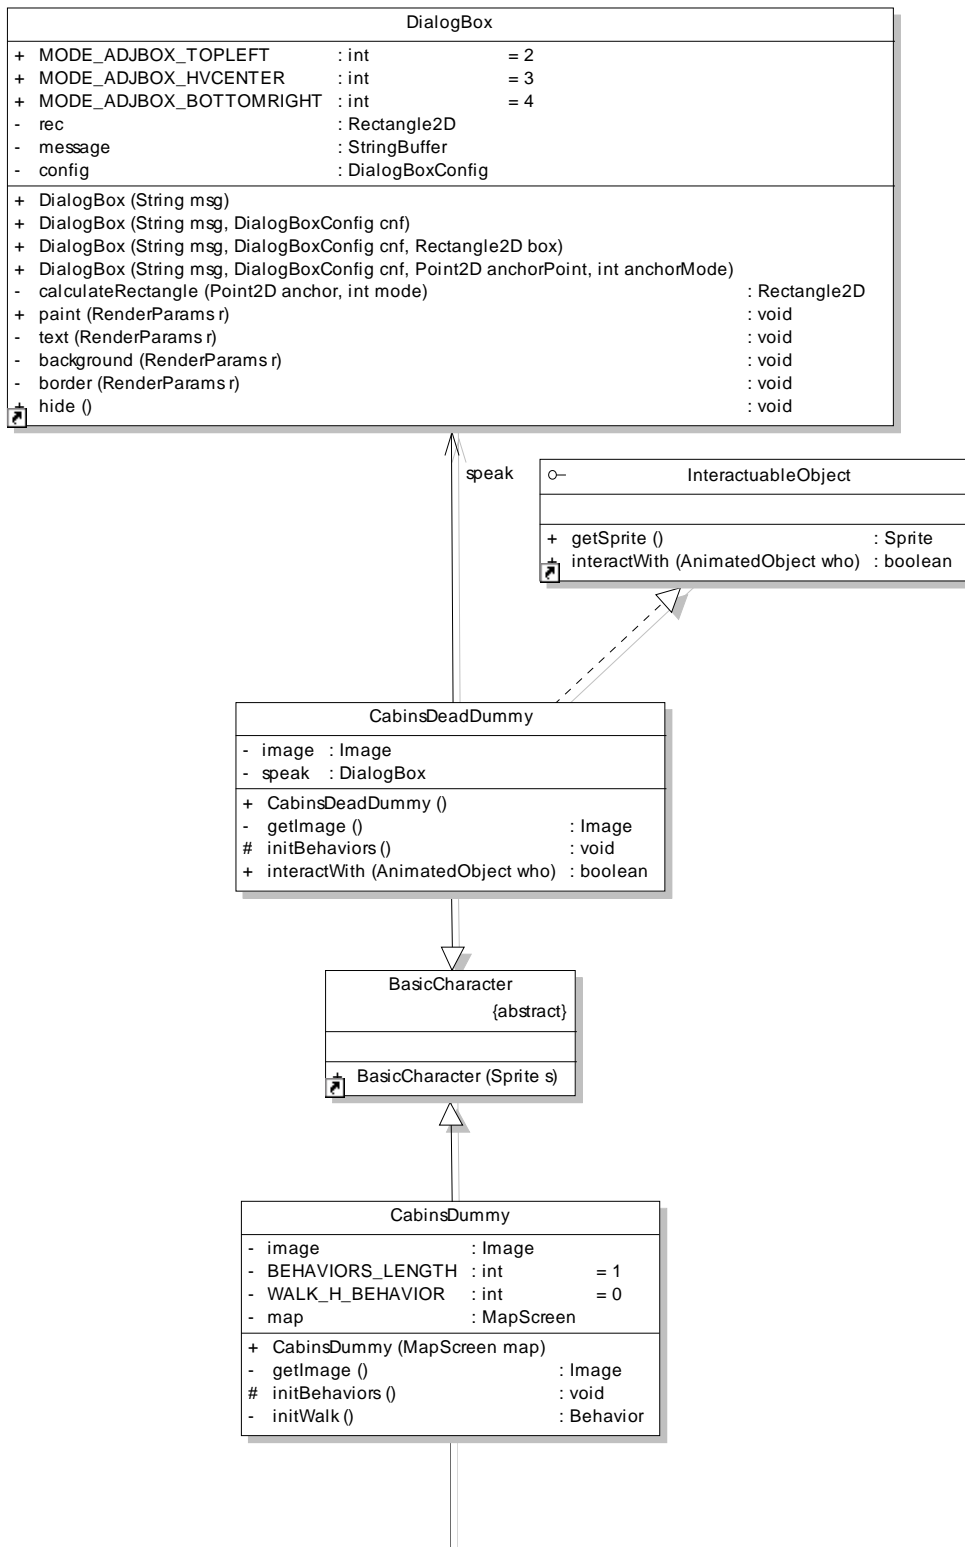 DialogBox
+ MODE_ADJBOX_TOPLEFT : int = 2
+ MODE_ADJBOX_HVCENTER : int = 3
+ MODE_ADJBOX_BOTTOMRIGHT : int = 4
- rec : Rectangle2D
- message : StringBuffer
- config : DialogBoxConfig
+ DialogBox (String msg)
+ DialogBox (String msg, DialogBoxConfig cnf)
+ DialogBox (String msg, DialogBoxConfig cnf, Rectangle2D box)
+ DialogBox (String msg, DialogBoxConfig cnf, Point2D anchorPoint, int anchorMode)
- calculateRectangle (Point2D anchor, int mode) : Rectangle2D
+ paint (RenderParams r) : void
- text (RenderParams r) : void
- background (RenderParams r) : void
- border (RenderParams r) : void
+ hide () : void
speak
InteractuableObject
+ getSprite () : Sprite
+ interactWith (AnimatedObject who) : boolean
CabinsDeadDummy
- image : Image
- speak : DialogBox
+ CabinsDeadDummy ()
- getImage () : Image
# initBehaviors () : void
+ interactWith (AnimatedObject who) : boolean
BasicCharacter
{abstract}
+ BasicCharacter (Sprite s)
CabinsDummy
- image : Image
- BEHAVIORS_LENGTH : int = 1
- WALK_H_BEHAVIOR : int = 0
- map : MapScreen
+ CabinsDummy (MapScreen map)
- getImage () : Image
# initBehaviors () : void
- initWalk () : Behavior